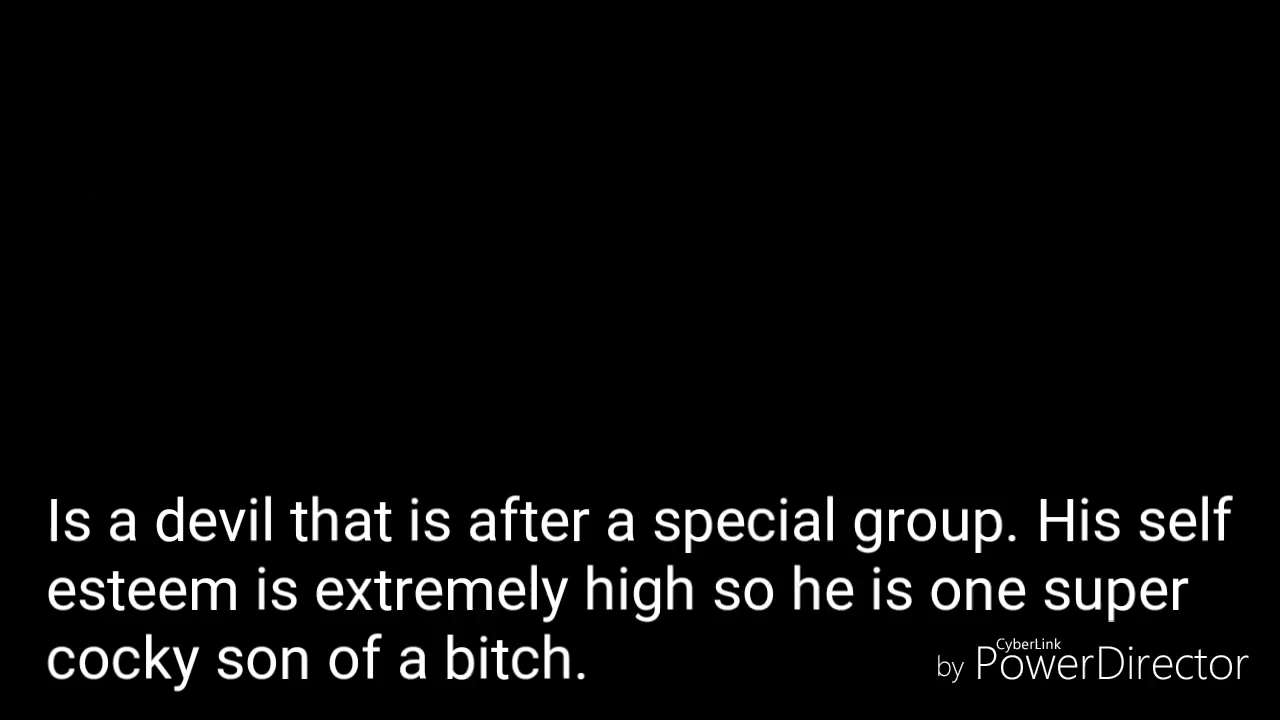 Is a devil that is after a special group. His self
esteem is extremely high so he is one super
cocky son of a bitch.
CyberLink
by PowerDirector